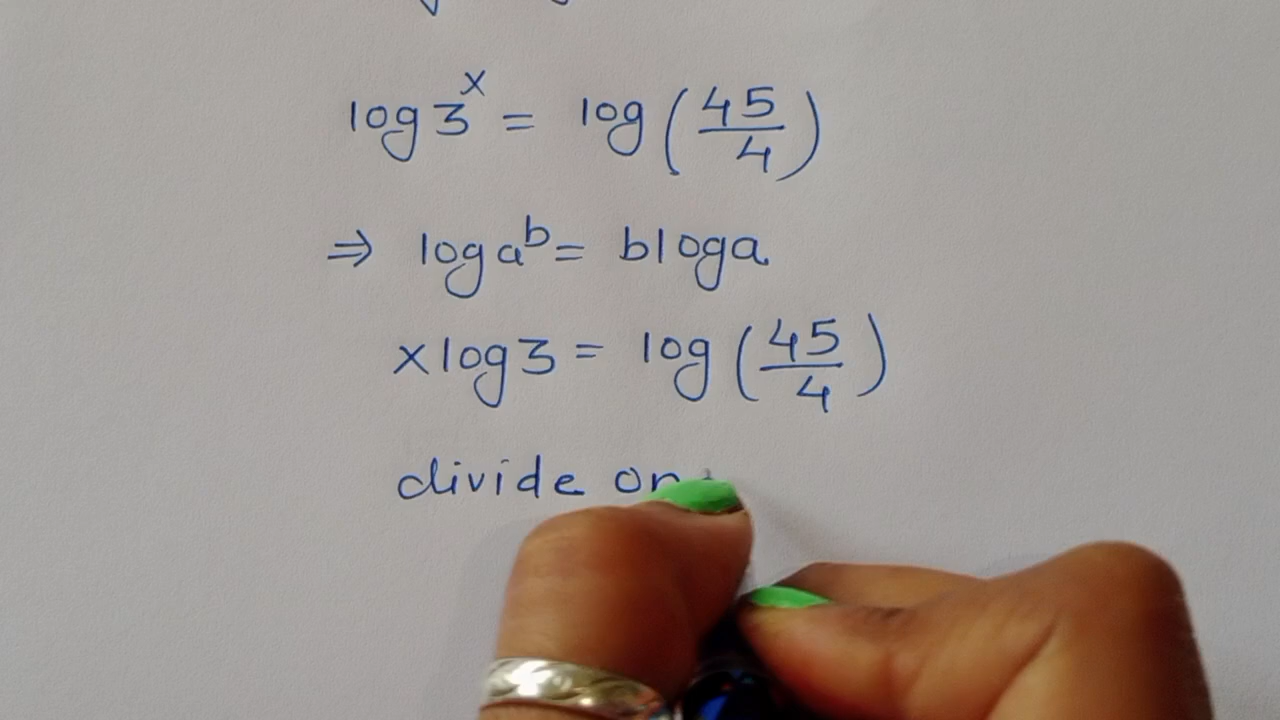 log 3^x = log (45/4)
⇒ log a^b = b log a
x log 3 = log (45/4)
divide on